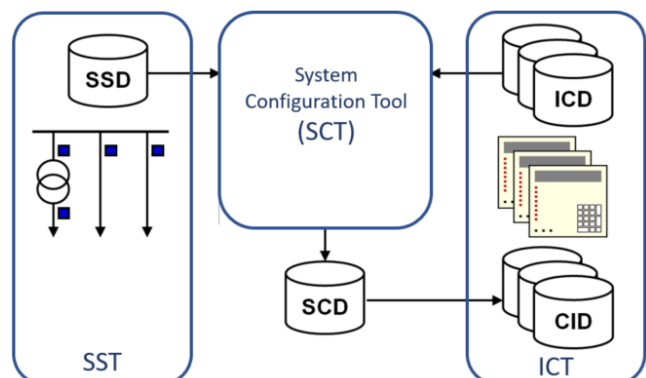 SSD
System
Configuration Tool
(SCT)
ICD
SCD
CID
SST
ICT